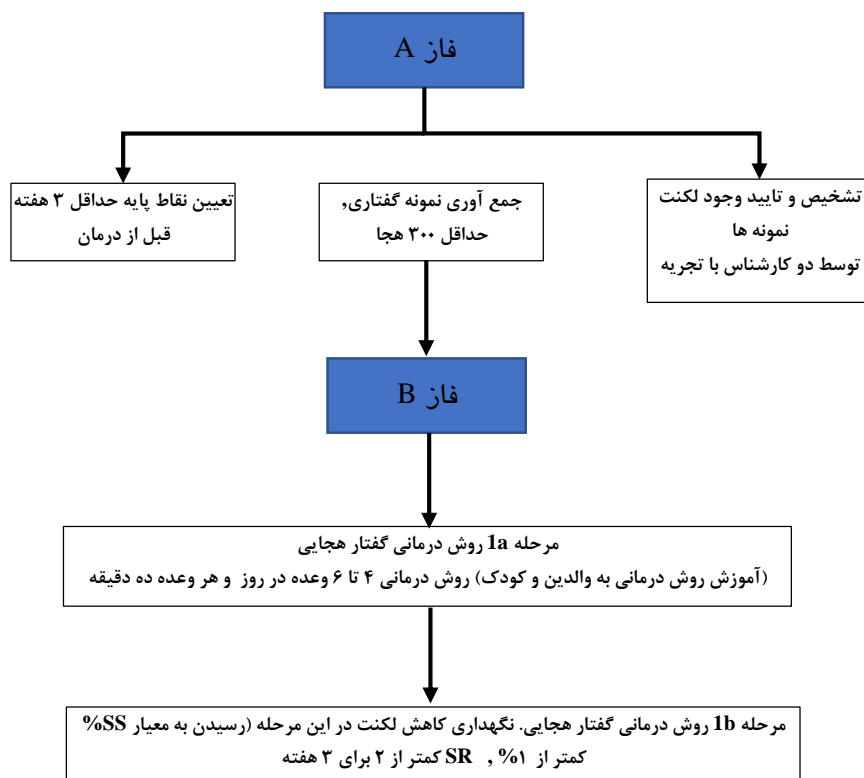 فاز A
تشخیص و تایید وجود لکنت
نمونه ها
توسط دو کارشناس با تجربه
جمع آوری نمونه گفتاری,
حداقل ۳۰۰ هجا
تعیین نقاط پایه حداقل ۳ هفته
قبل از درمان
فاز B
مرحله 1a روش درمانی گفتار هجایی
(آموزش روش درمانی به والدین و کودک) روش درمانی ۴ تا ۶ وعده در روز و هر وعده ده دقیقه
مرحله 1b روش درمانی گفتار هجایی. نگهداری کاهش لکنت در این مرحله (رسیدن به معیار SS%
کمتر از ۱% , SR کمتر از ۲ برای ۳ هفته